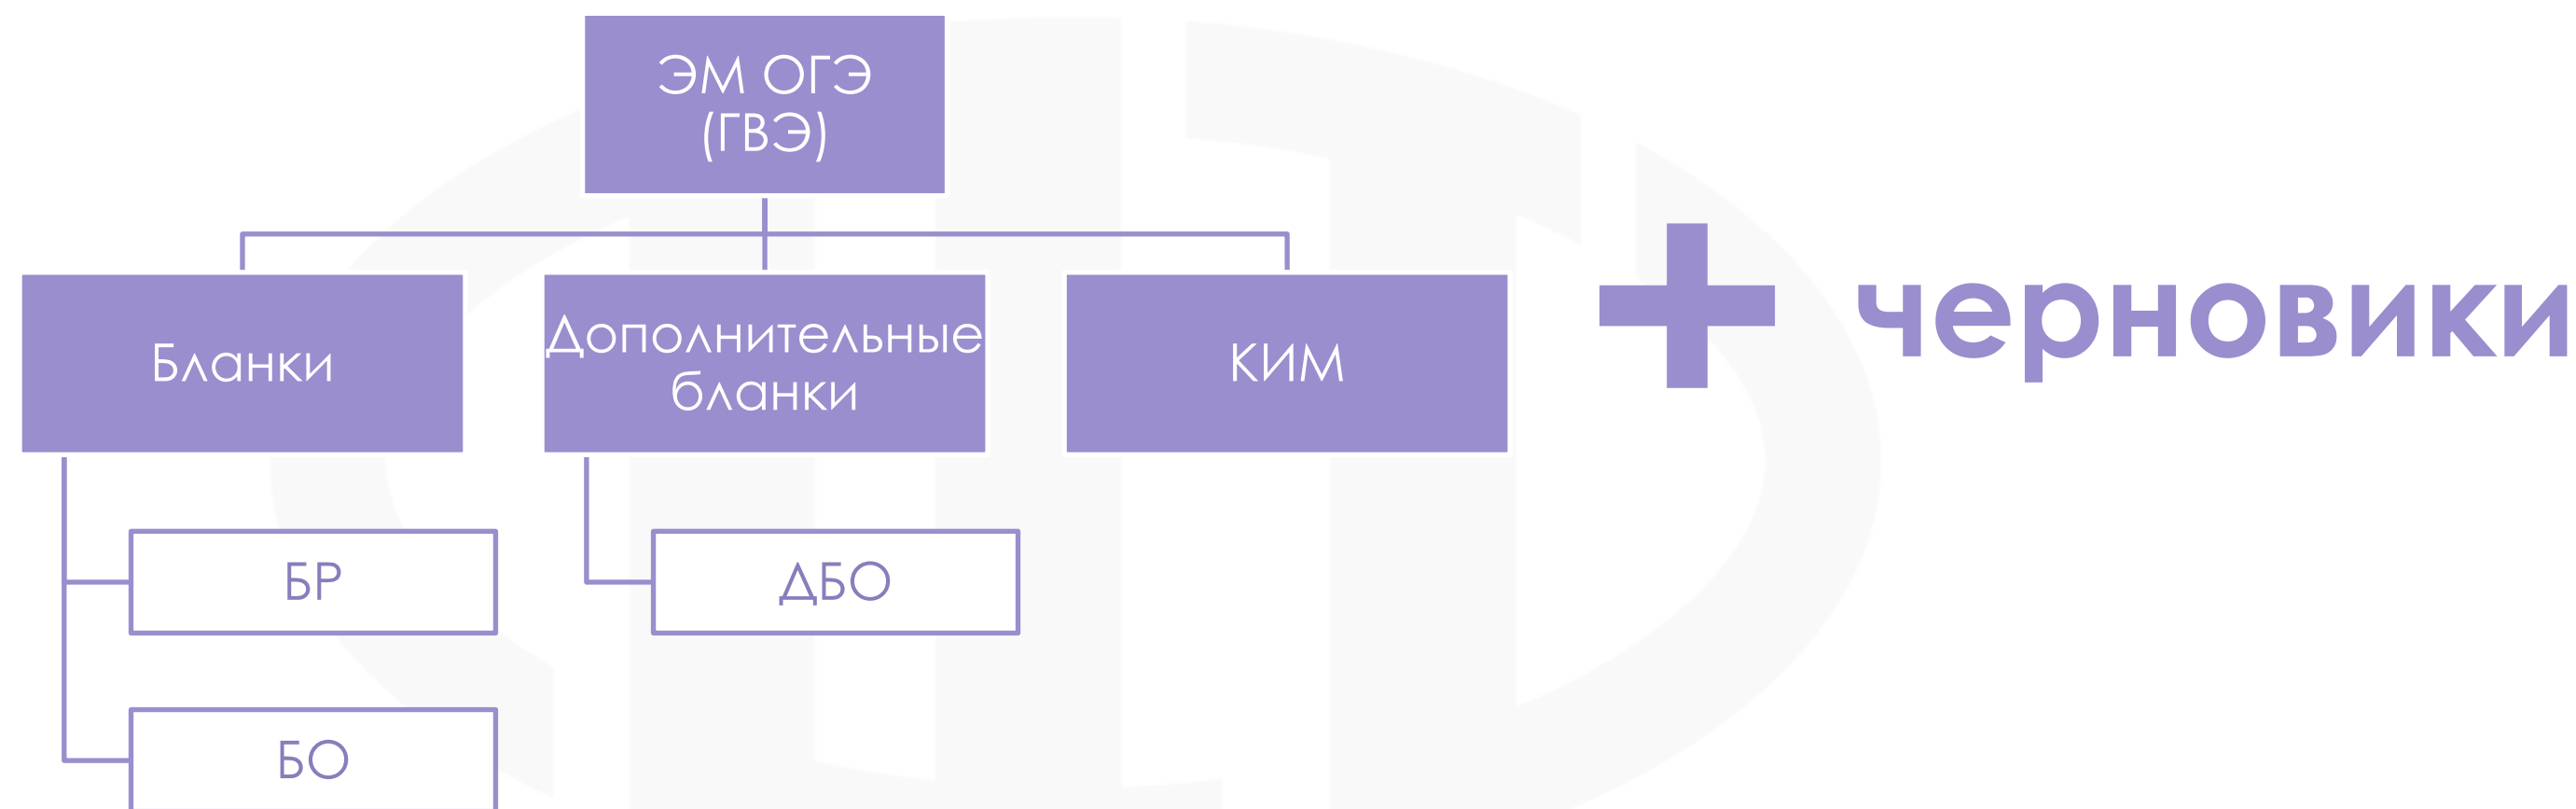 ЭМ ОГЭ
(ГВЭ)
Бланки
Дополнительные
бланки
КИМ
+ черновики
БР
ДБО
БО